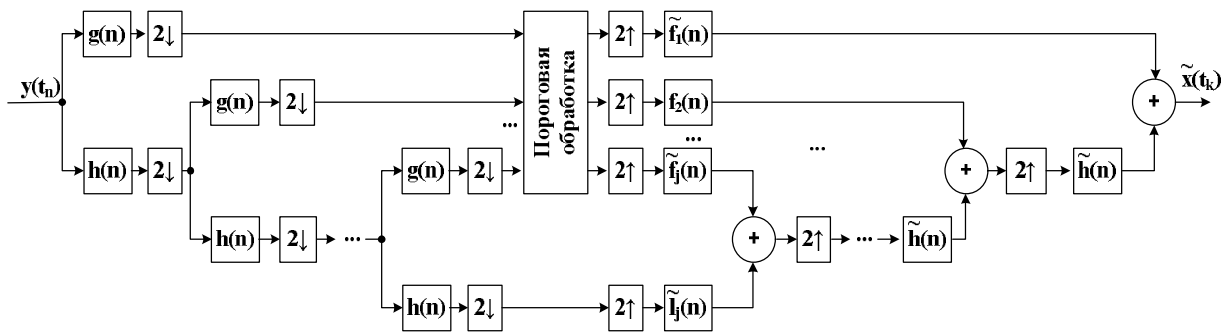 g(n) 2↓ 2↑ f̃₁(n)
y(tₙ) g(n) 2↓ ... Пороговая обработка 2↑ f₂(n) ... ... + x̃(tₖ)
h(n) 2↓ g(n) 2↓ 2↑ f̃ⱼ(n) + 2↑ h̃(n)
h(n) 2↓ ... + 2↑ ... h̃(n)
h(n) 2↓ 2↑ l̃ⱼ(n)